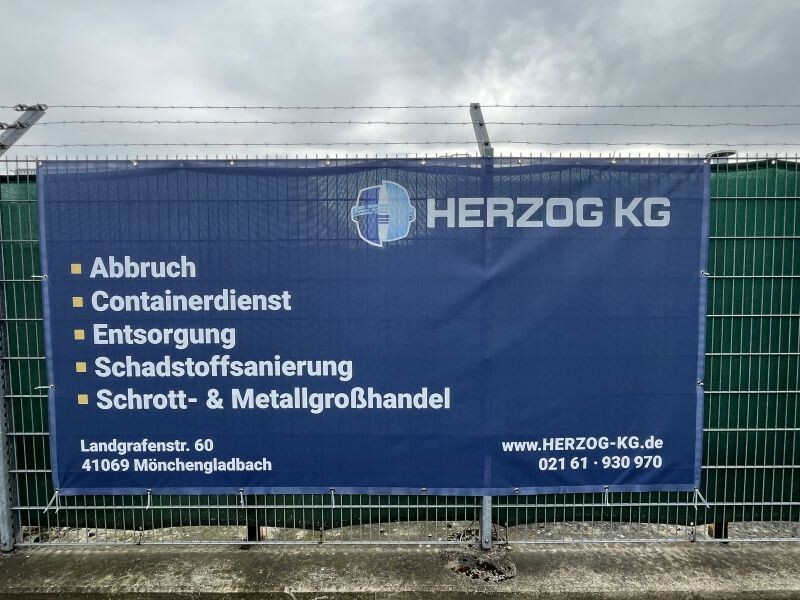 HERZOG KG
Abbruch
Containerdienst
Entsorgung
Schadstoffsanierung
Schrott- & Metallgroßhandel
Landgrafenstr. 60
41069 Mönchengladbach
www.HERZOG-KG.de
021 61 · 930 970